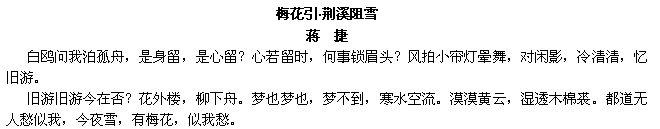 梅花引·荆溪阻雪
蒋　捷
白鸥问我泊孤舟，是身留，是心留？心若留时，何事锁眉头？风拍小帘灯晕舞，对闲影，冷清清，忆
旧游。
旧游旧游今在否？花外楼，柳下舟。梦也梦也，梦不到，寒水空流。漠漠黄云，湿透木棉裘。都道无
人愁似我，今夜雪，有梅花，似我愁。